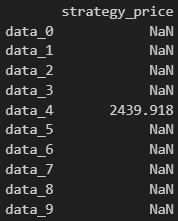 strategy_price
data_0 NaN
data_1 NaN
data_2 NaN
data_3 NaN
data_4 2439.918
data_5 NaN
data_6 NaN
data_7 NaN
data_8 NaN
data_9 NaN